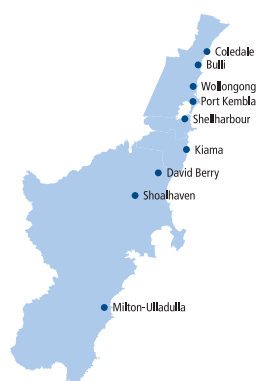 Coledale
Bulli
Wollongong
Port Kembla
Shellharbour
Kiama
David Berry
Shoalhaven
Milton-Ulladulla